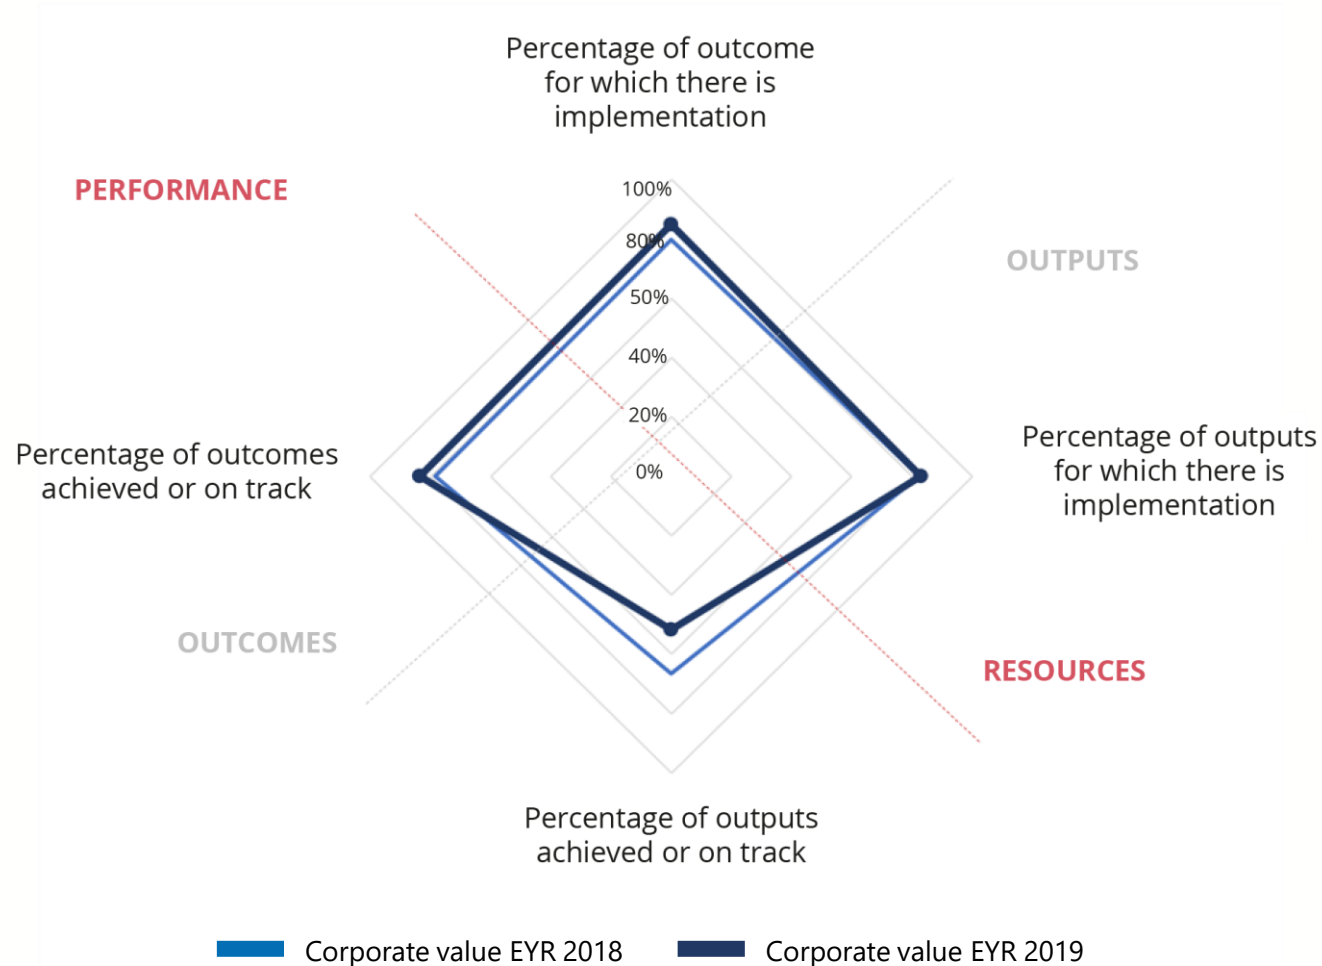 Percentage of outcome
for which there is
implementation
PERFORMANCE
100%
OUTPUTS
80%
50%
40%
20%
0%
Percentage of outcomes
achieved or on track
Percentage of outputs
for which there is
implementation
OUTCOMES
RESOURCES
Percentage of outputs
achieved or on track
Corporate value EYR 2018
Corporate value EYR 2019